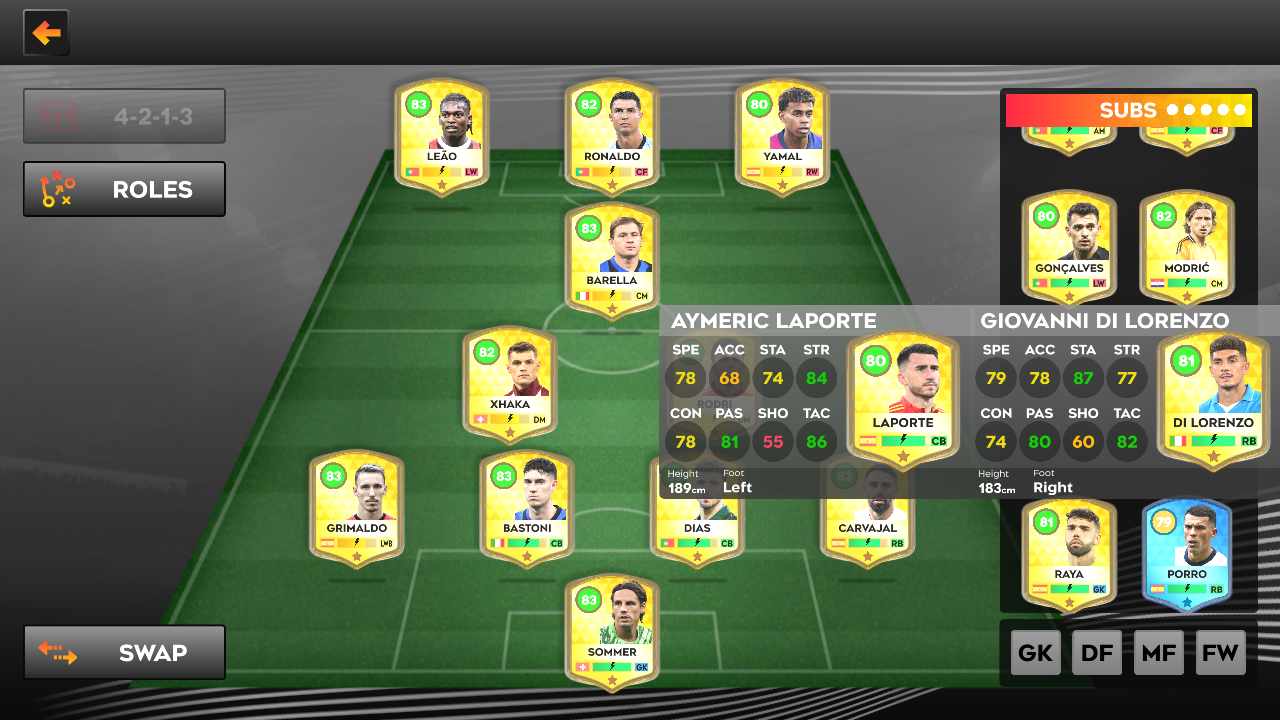 4-2-1-3
ROLES
SWAP
83
LEÃO
LW
82
RONALDO
CF
80
YAMAL
RW
83
BARELLA
CM
82
XHAKA
DM
RODRI
83
GRIMALDO
LWB
83
BASTONI
CB
DIAS
CB
82
CARVAJAL
RB
83
SOMMER
GK
SUBS
AM
CF
80
GONÇALVES
LW
82
MODRIĆ
CM
AYMERIC LAPORTE
SPE ACC STA STR
78 68 74 84
CON PAS SHO TAC
78 81 55 86
Height Foot
189cm Left
80
LAPORTE
CB
GIOVANNI DI LORENZO
SPE ACC STA STR
79 78 87 77
CON PAS SHO TAC
74 80 60 82
Height Foot
183cm Right
81
DI LORENZO
RB
81
RAYA
GK
79
PORRO
RB
GK DF MF FW